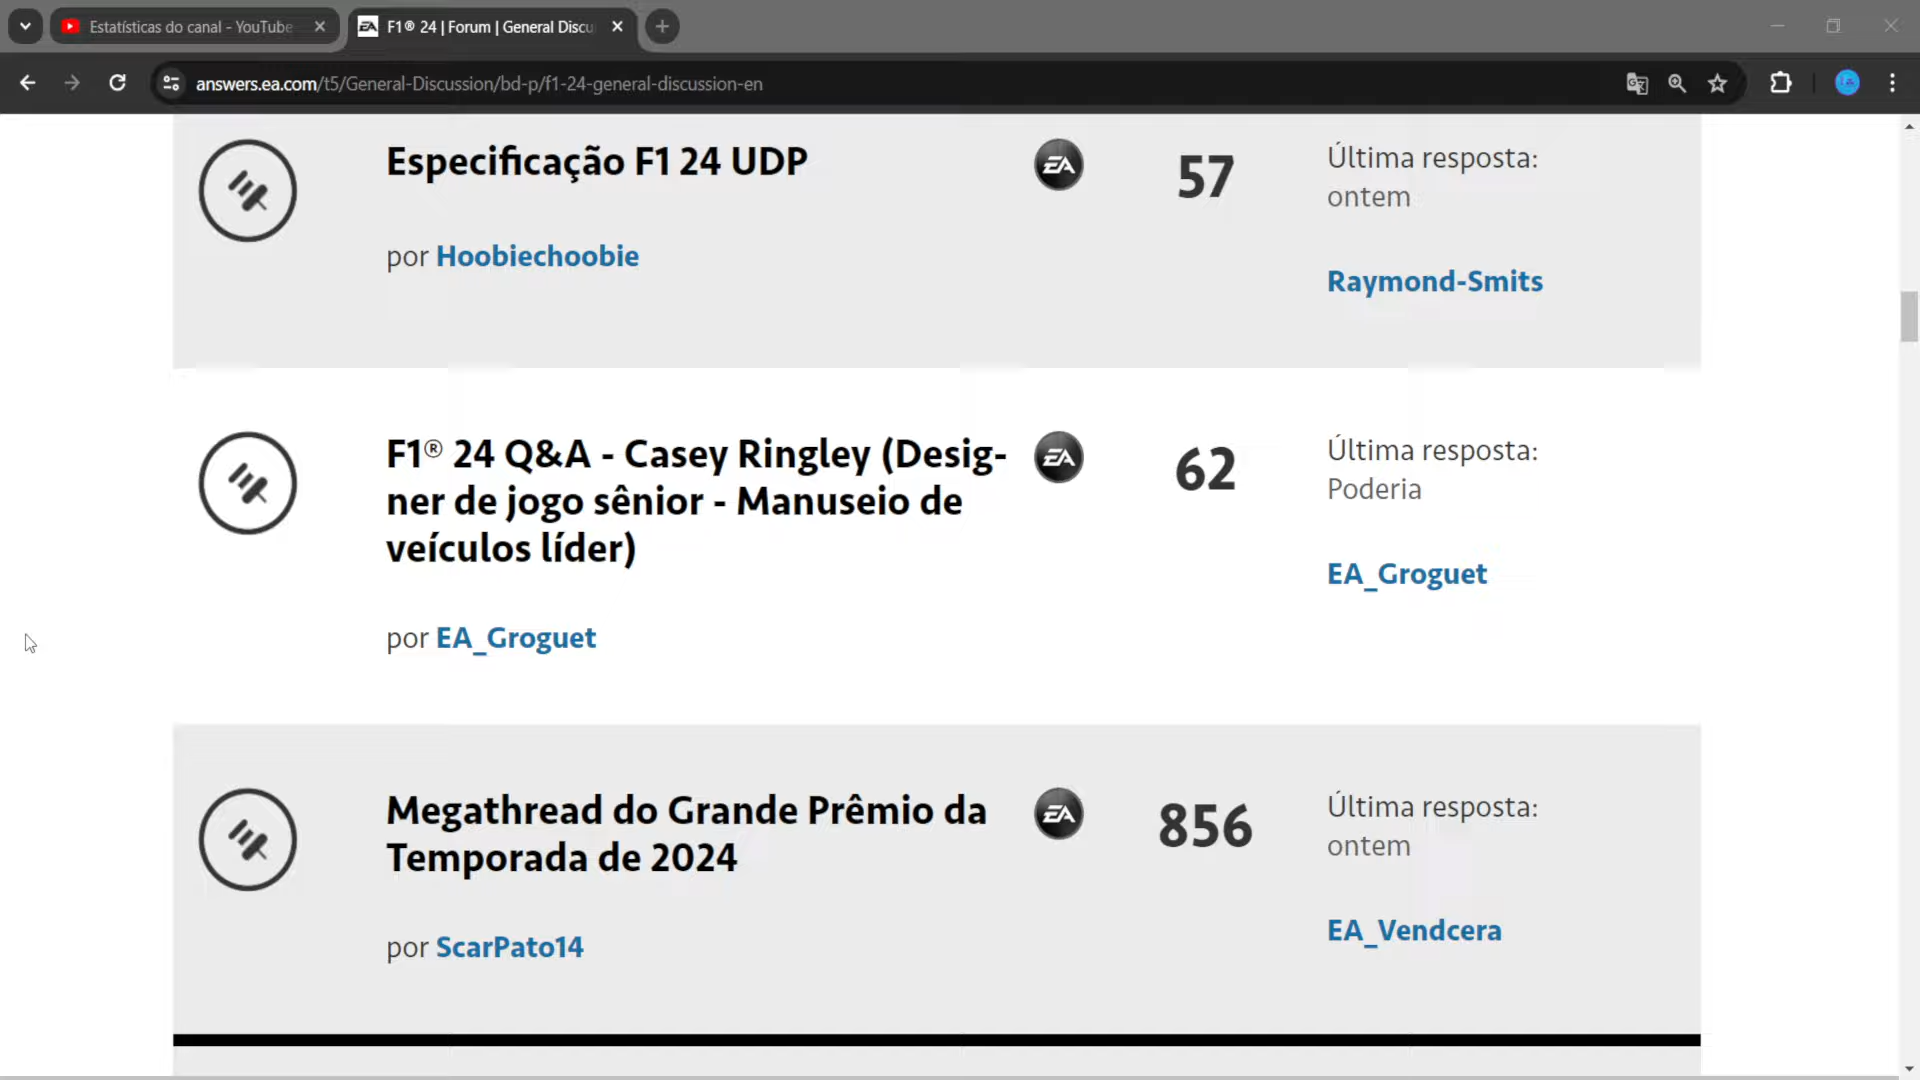 Estatísticas do canal - YouTube
F1® 24 | Forum | General Discu
answers.ea.com/t5/General-Discussion/bd-p/f1-24-general-discussion-en
Especificação F1 24 UDP
57
Última resposta:
ontem
por Hoobiechoobie
Raymond-Smits
F1® 24 Q&A - Casey Ringley (Desig-
ner de jogo sênior - Manuseio de
veículos líder)
62
Última resposta:
Poderia
EA_Groguet
por EA_Groguet
Megathread do Grande Prêmio da
Temporada de 2024
856
Última resposta:
ontem
EA_Vendcera
por ScarPato14